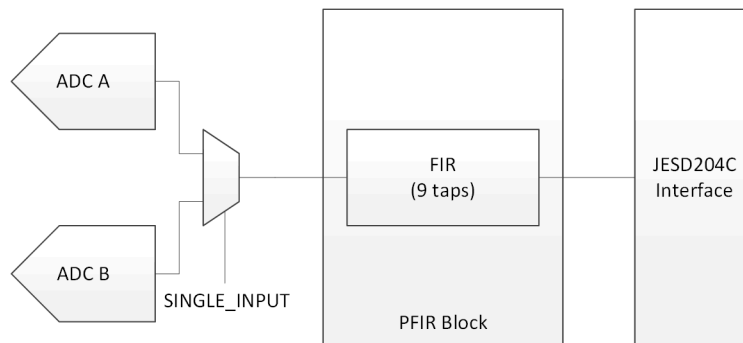 ADC A
ADC B
SINGLE_INPUT
FIR
(9 taps)
PFIR Block
JESD204C
Interface